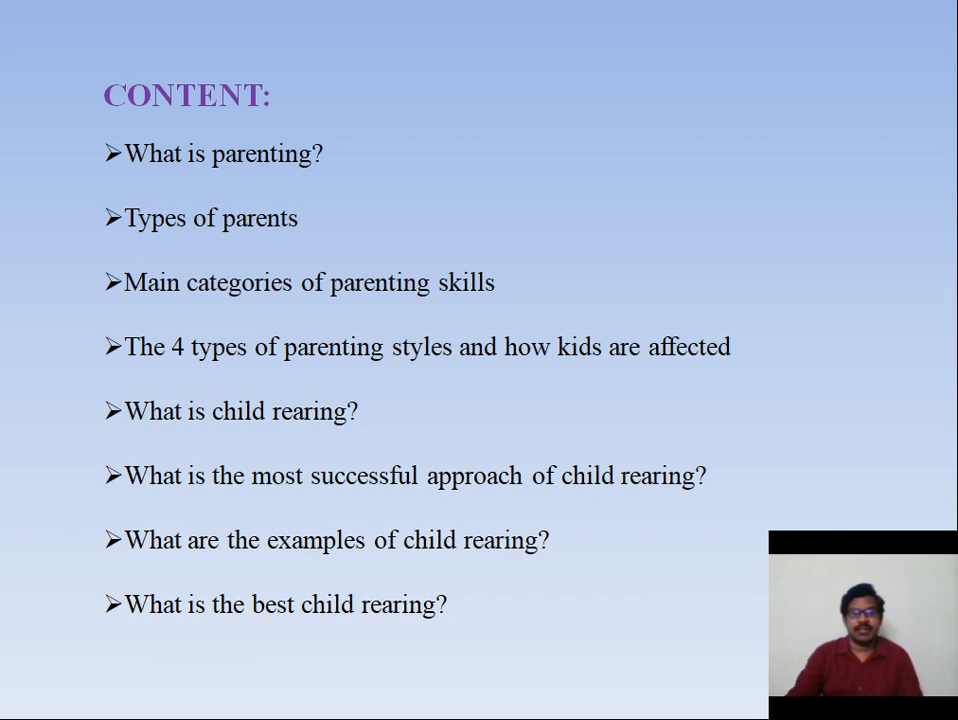 CONTENT:
➢What is parenting?
➢Types of parents
➢Main categories of parenting skills
➢The 4 types of parenting styles and how kids are affected
➢What is child rearing?
➢What is the most successful approach of child rearing?
➢What are the examples of child rearing?
➢What is the best child rearing?